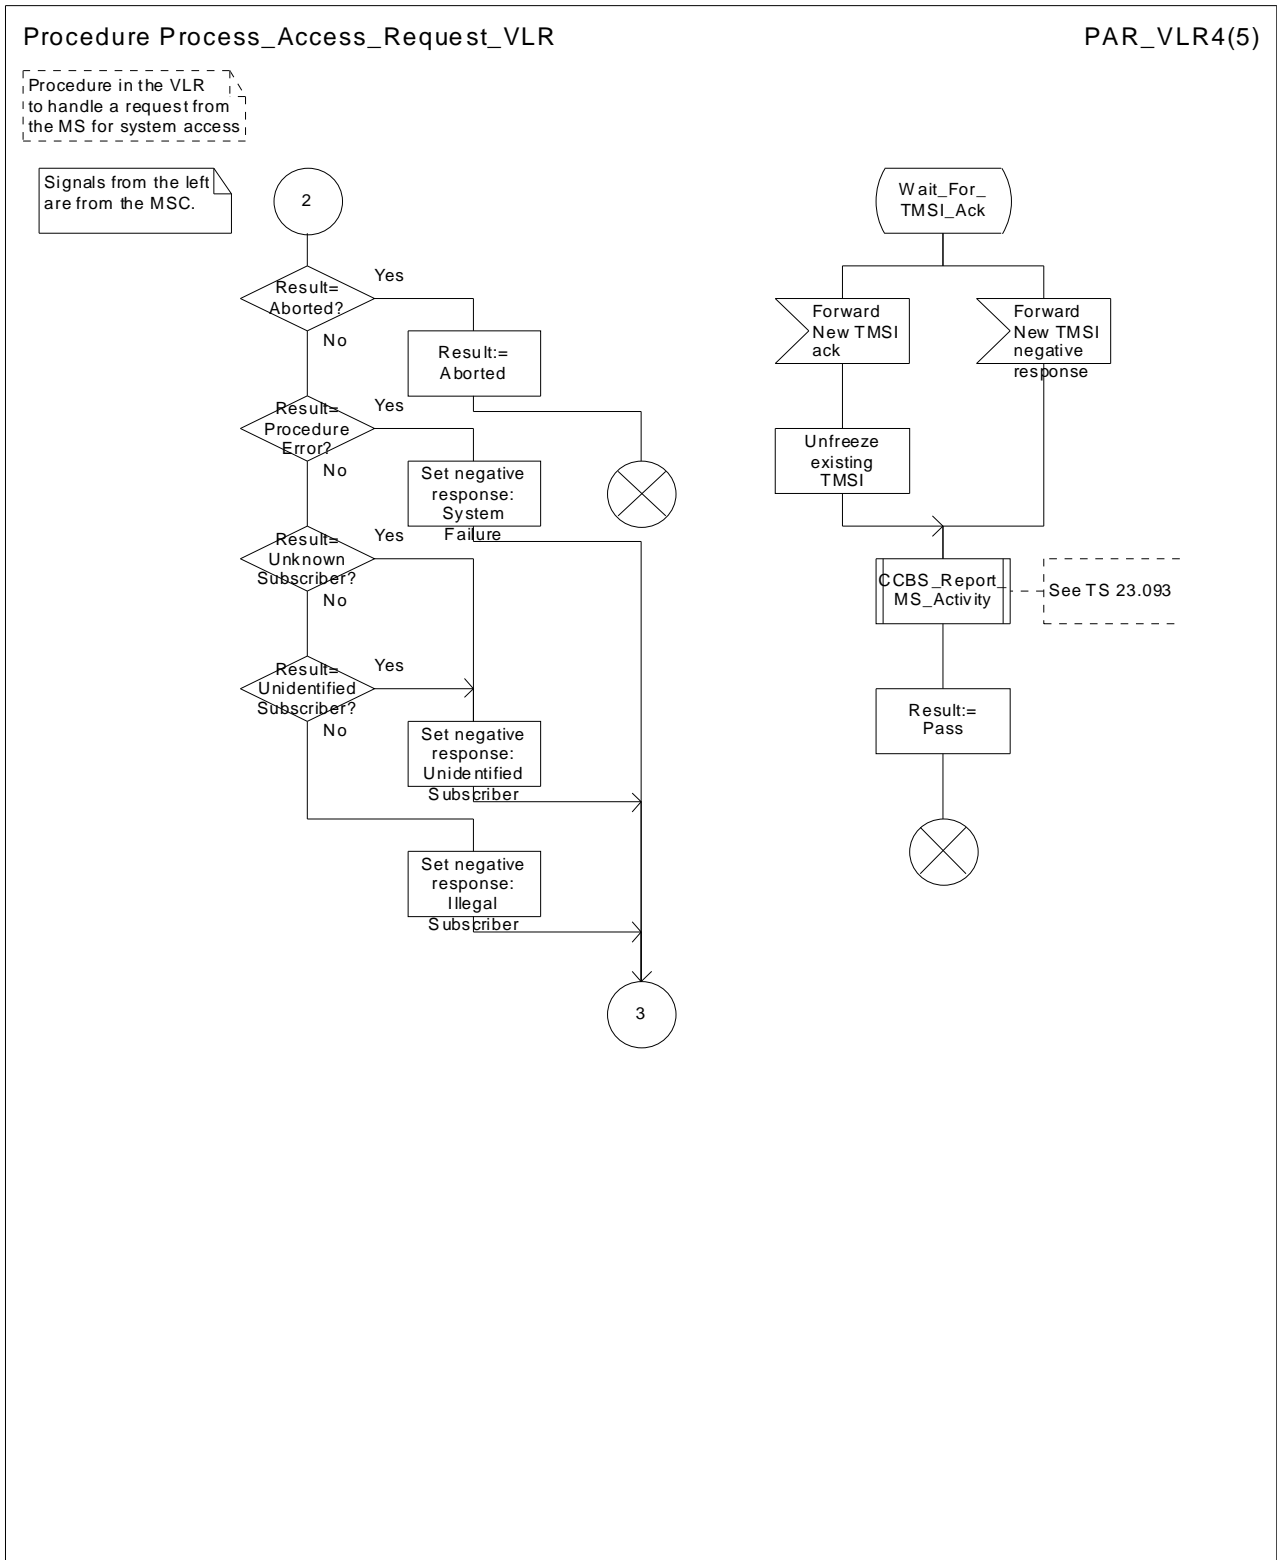 Procedure Process_Access_Request_VLR
PAR_VLR4(5)
Procedure in the VLR
to handle a request from
the MS for system access
Signals from the left
are from the MSC.
2
Result=
Aborted?
Yes
No
Result:=
Aborted
Result=
Procedure
Error?
Yes
No
Set negative
response:
System
Failure
Result=
Unknown
Subscriber?
Yes
No
Result=
Unidentified
Subscriber?
Yes
No
Set negative
response:
Unidentified
Subscriber
Set negative
response:
Illegal
Subscriber
3
Wait_For_
TMSI_Ack
Forward
New TMSI
ack
Forward
New TMSI
negative
response
Unfreeze
existing
TMSI
CCBS_Report_
MS_Activity
See TS 23.093
Result:=
Pass